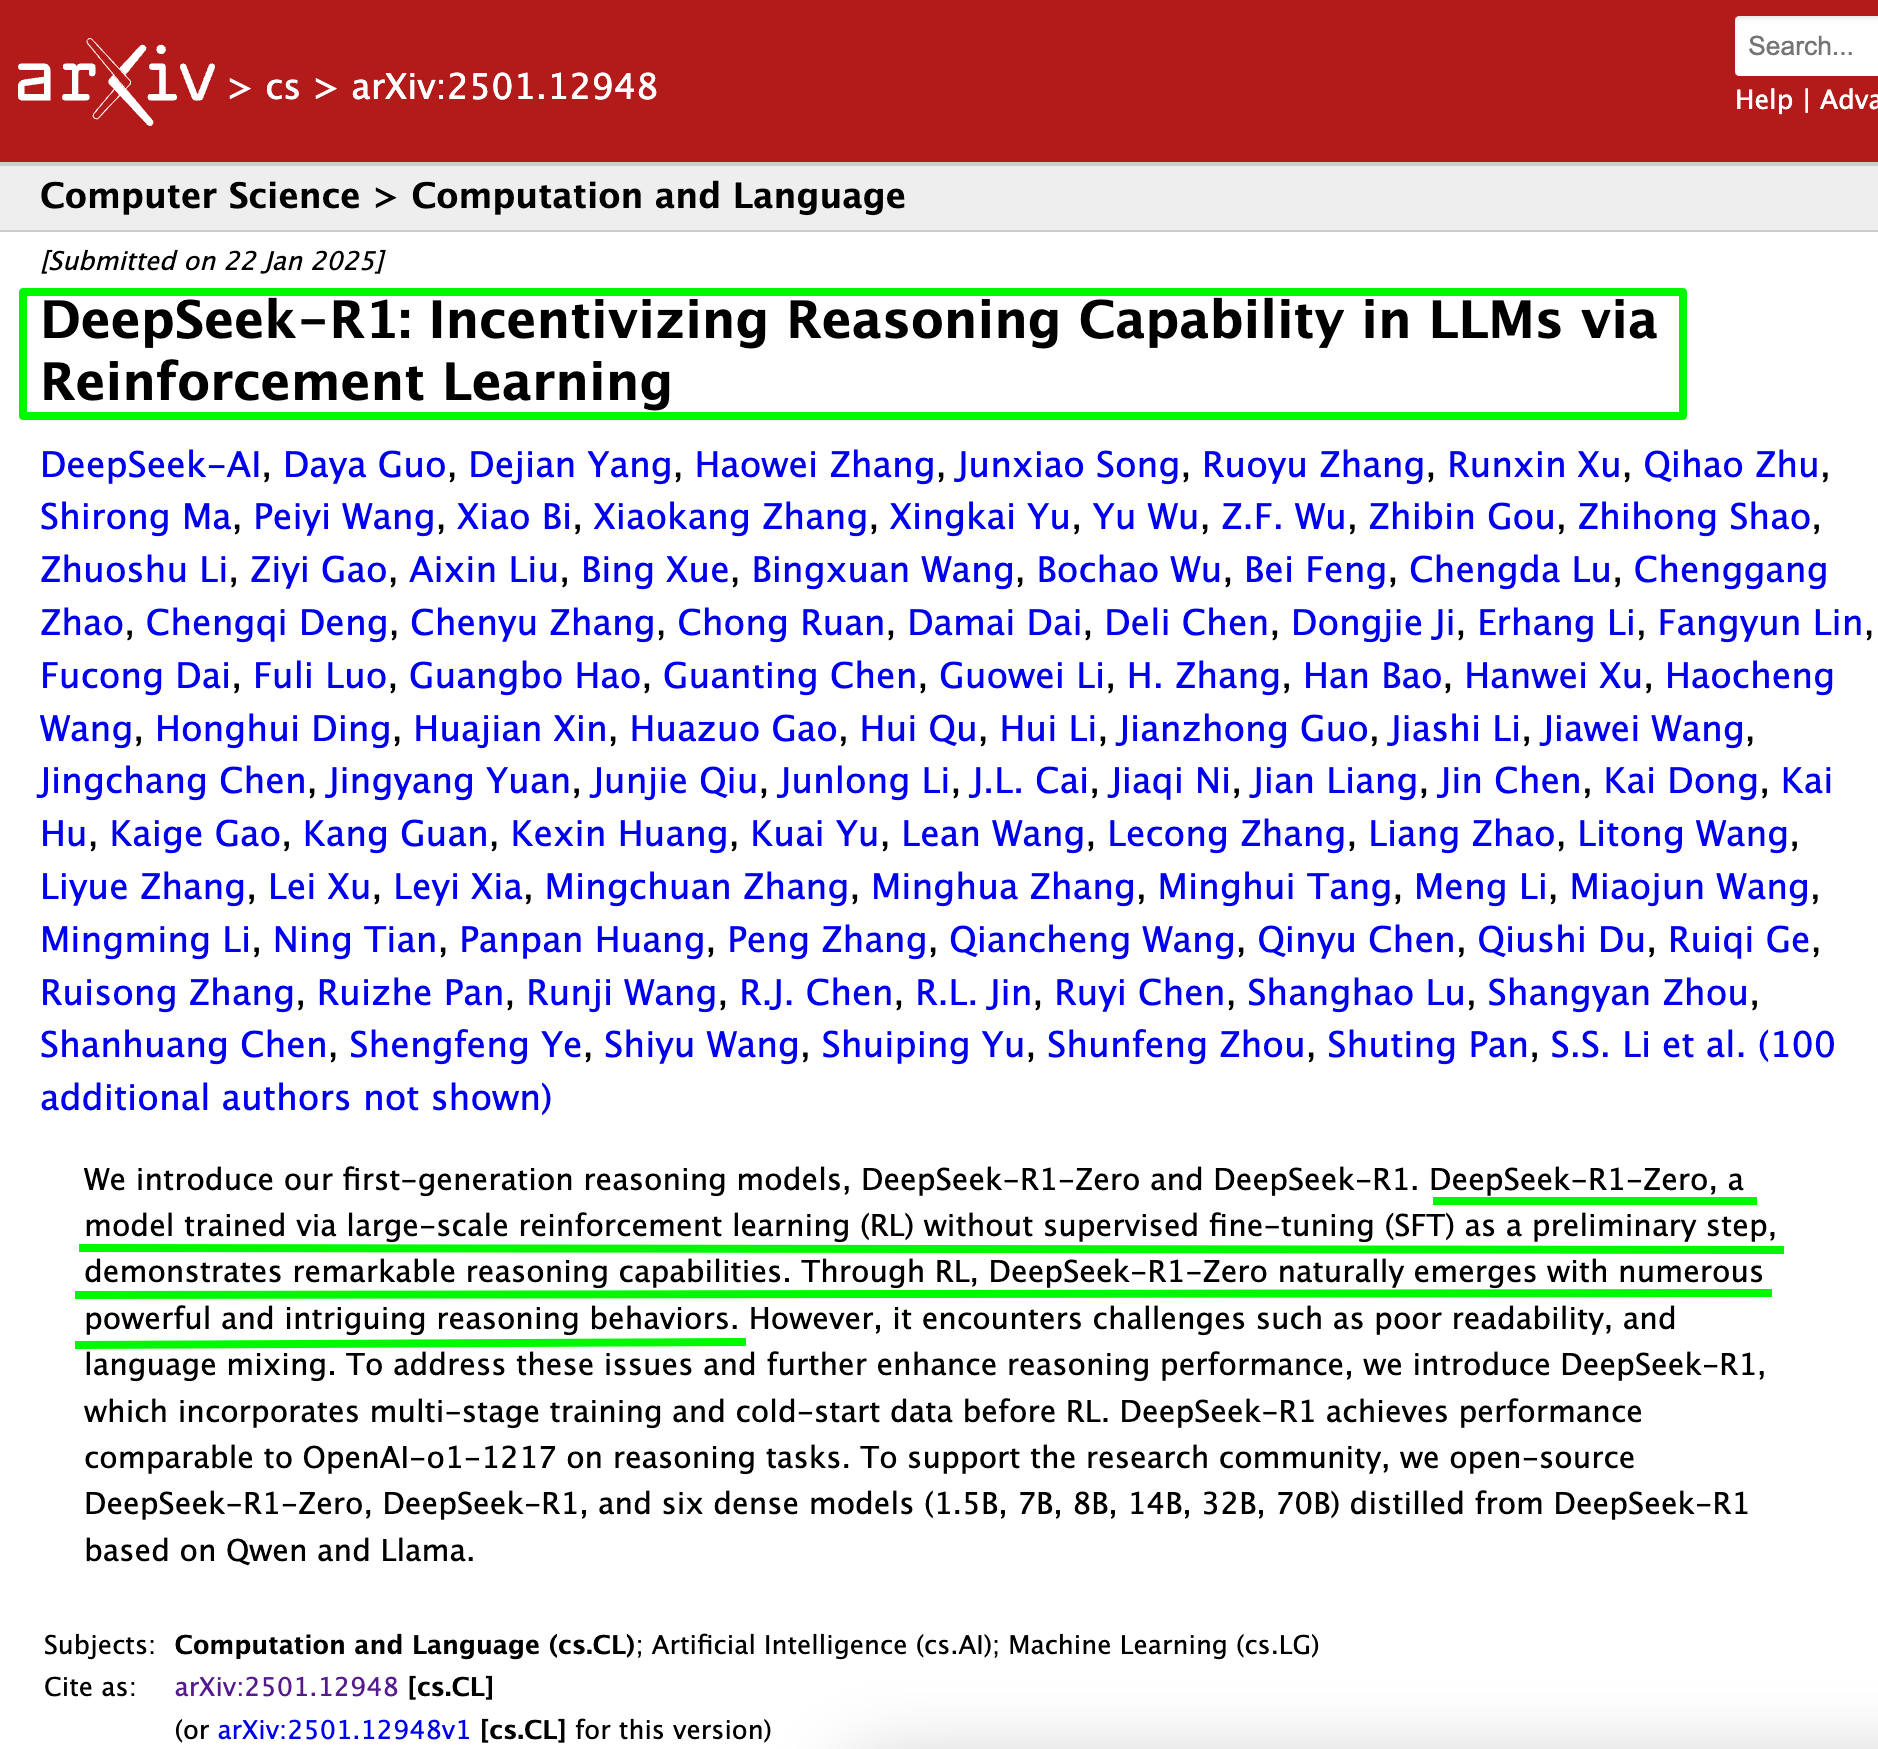 arXiv > cs > arXiv:2501.12948
Search...
Help | Adva
Computer Science > Computation and Language
[Submitted on 22 Jan 2025]
DeepSeek-R1: Incentivizing Reasoning Capability in LLMs via
Reinforcement Learning
DeepSeek-AI, Daya Guo, Dejian Yang, Haowei Zhang, Junxiao Song, Ruoyu Zhang, Runxin Xu, Qihao Zhu,
Shirong Ma, Peiyi Wang, Xiao Bi, Xiaokang Zhang, Xingkai Yu, Yu Wu, Z.F. Wu, Zhibin Gou, Zhihong Shao,
Zhuoshu Li, Ziyi Gao, Aixin Liu, Bing Xue, Bingxuan Wang, Bochao Wu, Bei Feng, Chengda Lu, Chenggang
Zhao, Chengqi Deng, Chenyu Zhang, Chong Ruan, Damai Dai, Deli Chen, Dongjie Ji, Erhang Li, Fangyun Lin,
Fucong Dai, Fuli Luo, Guangbo Hao, Guanting Chen, Guowei Li, H. Zhang, Han Bao, Hanwei Xu, Haocheng
Wang, Honghui Ding, Huajian Xin, Huazuo Gao, Hui Qu, Hui Li, Jianzhong Guo, Jiashi Li, Jiawei Wang,
Jingchang Chen, Jingyang Yuan, Junjie Qiu, Junlong Li, J.L. Cai, Jiaqi Ni, Jian Liang, Jin Chen, Kai Dong, Kai
Hu, Kaige Gao, Kang Guan, Kexin Huang, Kuai Yu, Lean Wang, Lecong Zhang, Liang Zhao, Litong Wang,
Liyue Zhang, Lei Xu, Leyi Xia, Mingchuan Zhang, Minghua Zhang, Minghui Tang, Meng Li, Miaojun Wang,
Mingming Li, Ning Tian, Panpan Huang, Peng Zhang, Qiancheng Wang, Qinyu Chen, Qiushi Du, Ruiqi Ge,
Ruisong Zhang, Ruizhe Pan, Runji Wang, R.J. Chen, R.L. Jin, Ruyi Chen, Shanghao Lu, Shangyan Zhou,
Shanhuang Chen, Shengfeng Ye, Shiyu Wang, Shuiping Yu, Shunfeng Zhou, Shuting Pan, S.S. Li et al. (100
additional authors not shown)
We introduce our first-generation reasoning models, DeepSeek-R1-Zero and DeepSeek-R1. DeepSeek-R1-Zero, a
model trained via large-scale reinforcement learning (RL) without supervised fine-tuning (SFT) as a preliminary step,
demonstrates remarkable reasoning capabilities. Through RL, DeepSeek-R1-Zero naturally emerges with numerous
powerful and intriguing reasoning behaviors. However, it encounters challenges such as poor readability, and
language mixing. To address these issues and further enhance reasoning performance, we introduce DeepSeek-R1,
which incorporates multi-stage training and cold-start data before RL. DeepSeek-R1 achieves performance
comparable to OpenAI-o1-1217 on reasoning tasks. To support the research community, we open-source
DeepSeek-R1-Zero, DeepSeek-R1, and six dense models (1.5B, 7B, 8B, 14B, 32B, 70B) distilled from DeepSeek-R1
based on Qwen and Llama.
Subjects: Computation and Language (cs.CL); Artificial Intelligence (cs.AI); Machine Learning (cs.LG)
Cite as: arXiv:2501.12948 [cs.CL]
(or arXiv:2501.12948v1 [cs.CL] for this version)